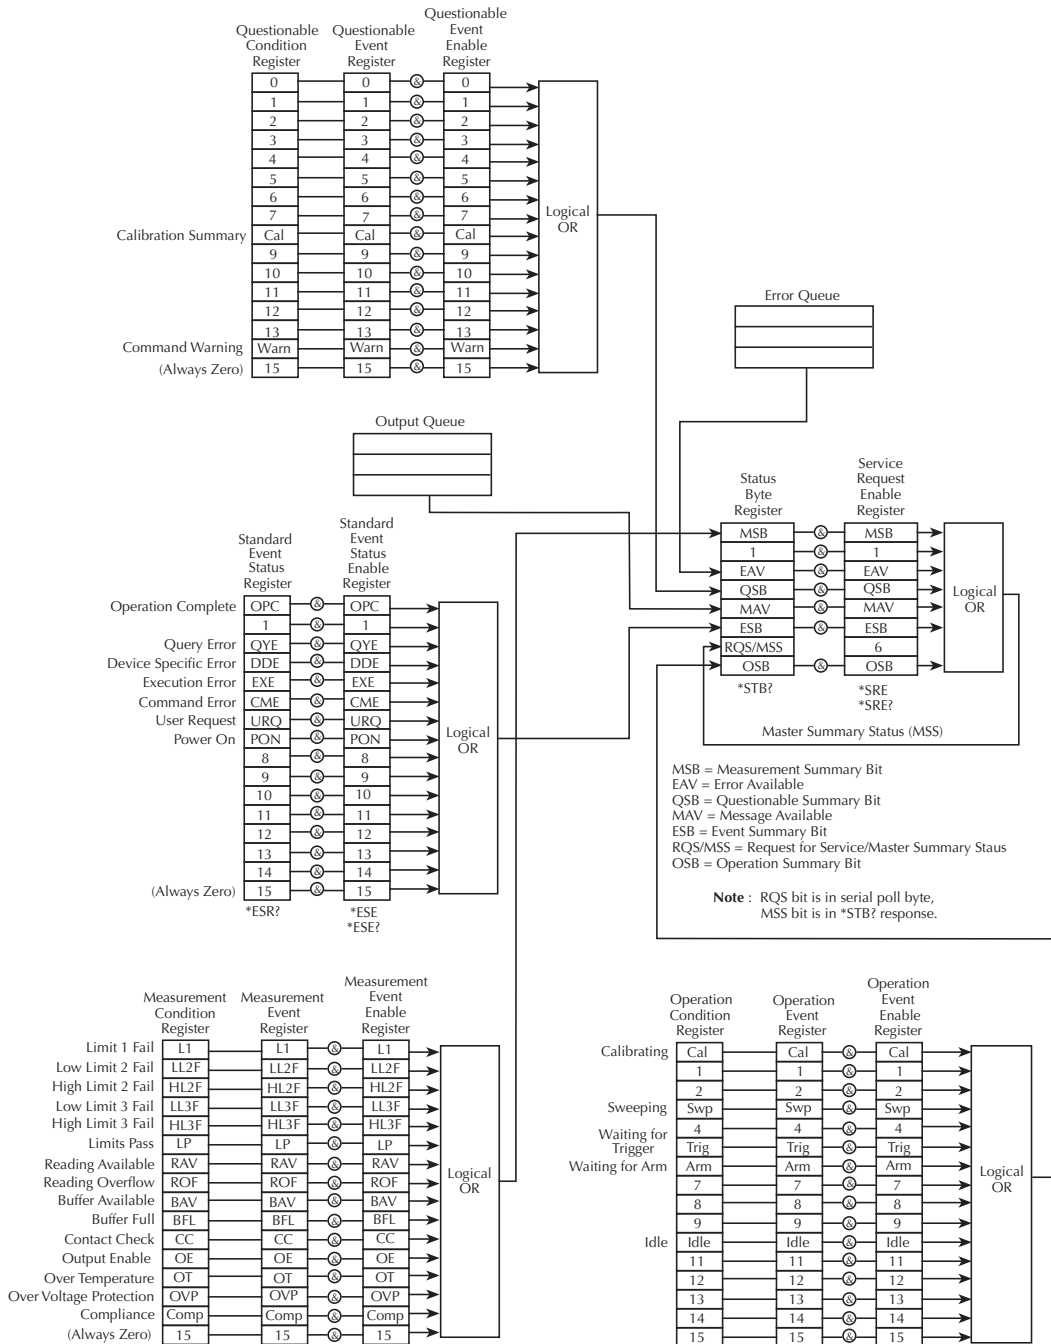 Questionable Condition Register
Questionable Event Register
Questionable Event Enable Register
0 & 0 & 0
1 1 & 1
2 2 & 2
3 3 & 3
4 4 & 4
5 5 & 5
6 6 & 6
7 7 & 7
Calibration Summary Cal Cal & Cal
9 9 & 9
10 10 & 10
11 11 & 11
12 12 & 12
13 13 & 13
Command Warning Warn Warn & Warn
(Always Zero) 15 15 & 15
Logical OR
Error Queue
Output Queue
Status Byte Register
Service Request Enable Register
MSB & MSB
1 & 1
EAV & EAV
QSB & QSB
MAV & MAV
ESB & ESB
RQS/MSS 6
OSB & OSB
Logical OR
*STB?
*SRE
*SRE?
Master Summary Status (MSS)
MSB = Measurement Summary Bit
EAV = Error Available
QSB = Questionable Summary Bit
MAV = Message Available
ESB = Event Summary Bit
RQS/MSS = Request for Service/Master Summary Staus
OSB = Operation Summary Bit
Note : RQS bit is in serial poll byte,
MSS bit is in *STB? response.
Standard Event Status Register
Standard Event Status Enable Register
Operation Complete OPC & OPC
1 & 1
Query Error QYE & QYE
Device Specific Error DDE & DDE
Execution Error EXE & EXE
Command Error CME & CME
User Request URQ & URQ
Power On PON & PON
8 & 8
9 & 9
10 & 10
11 & 11
12 & 12
13 & 13
14 & 14
(Always Zero) 15 & 15
Logical OR
*ESR?
*ESE
*ESE?
Measurement Condition Register
Measurement Event Register
Measurement Event Enable Register
Limit 1 Fail L1 L1 & L1
Low Limit 2 Fail LL2F LL2F & LL2F
High Limit 2 Fail HL2F HL2F & HL2F
Low Limit 3 Fail LL3F LL3F & LL3F
High Limit 3 Fail HL3F HL3F & HL3F
Limits Pass LP LP & LP
Reading Available RAV RAV & RAV
Reading Overflow ROF ROF & ROF
Buffer Available BAV BAV & BAV
Buffer Full BFL BFL & BFL
Contact Check CC CC & CC
Output Enable OE OE & OE
Over Temperature OT OT & OT
Over Voltage Protection OVP OVP & OVP
Compliance Comp Comp & Comp
(Always Zero) 15 15 & 15
Logical OR
Operation Condition Register
Operation Event Register
Operation Event Enable Register
Calibrating Cal Cal & Cal
1 1 & 1
2 2 & 2
Sweeping Swp Swp & Swp
4 4 & 4
Waiting for Trigger Trig Trig & Trig
Waiting for Arm Arm Arm & Arm
7 7 & 7
8 8 & 8
9 9 & 9
Idle Idle Idle & Idle
11 11 & 11
12 12 & 12
13 13 & 13
14 14 & 14
15 15 & 15
Logical OR